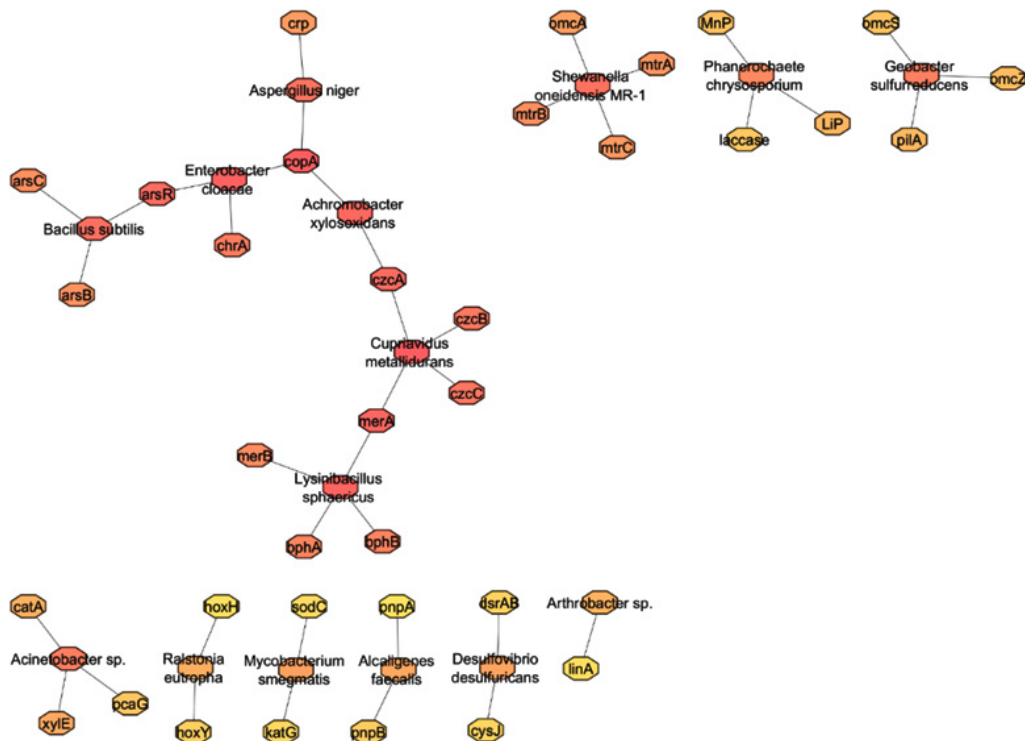 crp
Aspergillus niger
copA
Enterobacter
cloacae
arsC
arsR
Bacillus subtilis
arsB
chrA
Achromobacter
xylosoxidans
czcA
czcB
Cupriavidus
metallidurans
czcC
merA
merB
Lysinibacillus
sphaericus
bphA
bphB
omcA
mtrA
Shewanella
oneidensis MR-1
mtrB
mtrC
MnP
Phanerochaete
chrysosporium
laccase
LiP
omcS
Geobacter
sulfurreducens
omcZ
pilA
catA
Acinetobacter sp.
pcaG
xylE
hoxH
Ralstonia
eutropha
hoxY
sodC
Mycobacterium
smegmatis
katG
pnpA
Alcaligenes
faecalis
pnpB
dsrAB
Desulfovibrio
desulfuricans
cysJ
Arthrobacter sp.
linA